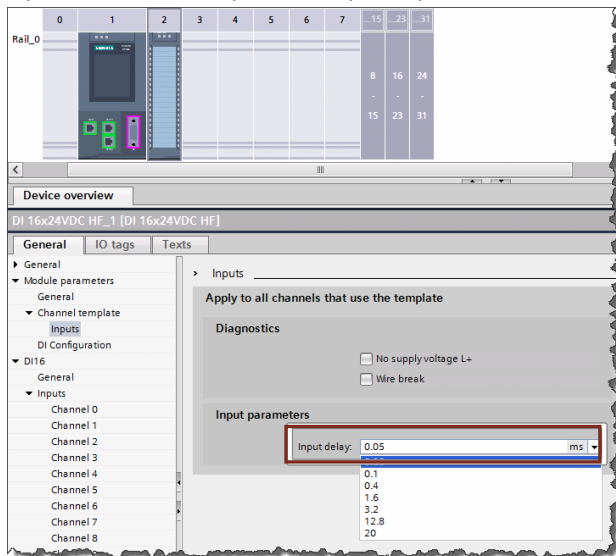 0 1 2 3 4 5 6 7 ...15 ...23 ...31
Rail_0
SIEMENS
8 16 24
- - -
15 23 31
Device overview
DI 16x24VDC HF_1 [DI 16x24VDC HF]
General IO tags Texts
General
Module parameters
General
Channel template
Inputs
DI Configuration
DI16
General
Inputs
Channel 0
Channel 1
Channel 2
Channel 3
Channel 4
Channel 5
Channel 6
Channel 7
Channel 8
Inputs
Apply to all channels that use the template
Diagnostics
No supply voltage L+
Wire break
Input parameters
Input delay: 0.05 ms
0.05
0.1
0.4
1.6
3.2
12.8
20